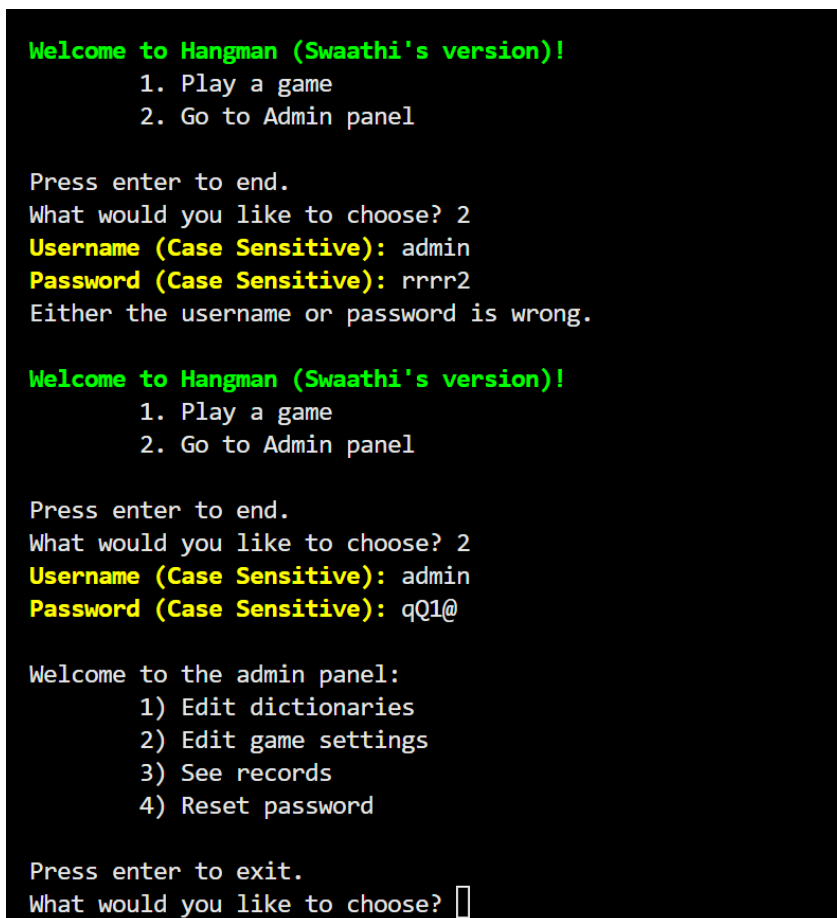 Welcome to Hangman (Swaathi's version)!
1. Play a game
2. Go to Admin panel
Press enter to end.
What would you like to choose? 2
Username (Case Sensitive): admin
Password (Case Sensitive): rrrr2
Either the username or password is wrong.
Welcome to Hangman (Swaathi's version)!
1. Play a game
2. Go to Admin panel
Press enter to end.
What would you like to choose? 2
Username (Case Sensitive): admin
Password (Case Sensitive): qQ1@
Welcome to the admin panel:
1) Edit dictionaries
2) Edit game settings
3) See records
4) Reset password
Press enter to exit.
What would you like to choose?